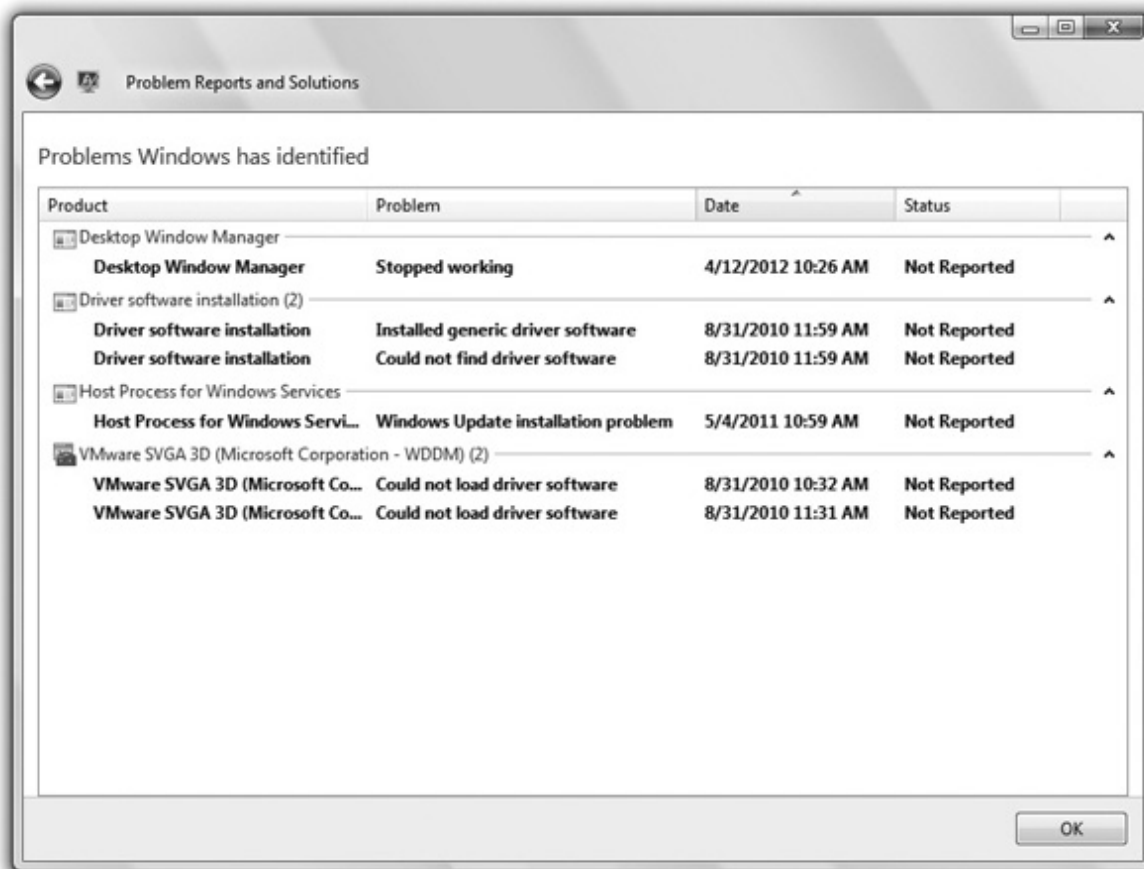 Problem Reports and Solutions
Problems Windows has identified
Product Problem Date Status
Desktop Window Manager
Desktop Window Manager Stopped working 4/12/2012 10:26 AM Not Reported
Driver software installation (2)
Driver software installation Installed generic driver software 8/31/2010 11:59 AM Not Reported
Driver software installation Could not find driver software 8/31/2010 11:59 AM Not Reported
Host Process for Windows Services
Host Process for Windows Servi... Windows Update installation problem 5/4/2011 10:59 AM Not Reported
VMware SVGA 3D (Microsoft Corporation - WDDM) (2)
VMware SVGA 3D (Microsoft Co... Could not load driver software 8/31/2010 10:32 AM Not Reported
VMware SVGA 3D (Microsoft Co... Could not load driver software 8/31/2010 11:31 AM Not Reported
OK